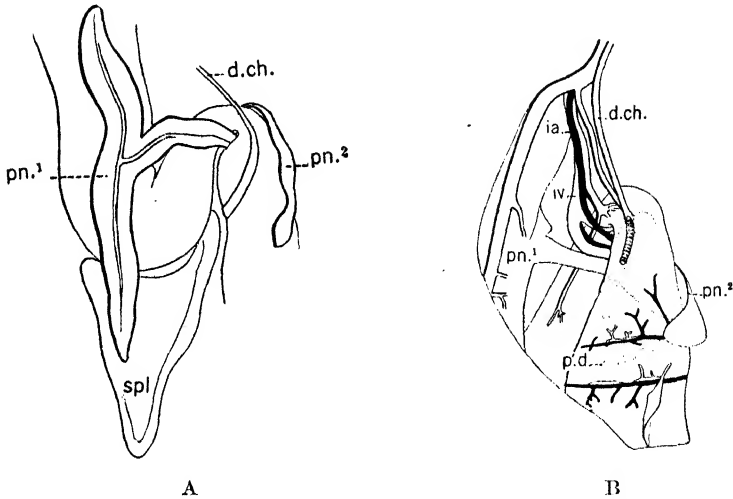 d.ch.
pn.¹
pn.²
spl
A
d.ch.
ia.
IV
pn.¹
pn.²
p.d.
B